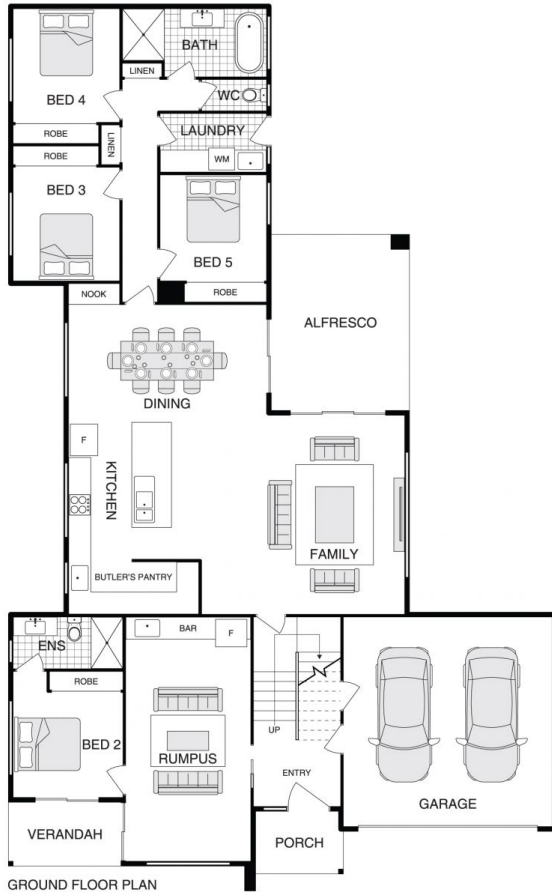 BATH
LINEN
BED 4
WC
ROBE
LINEN
LAUNDRY
ROBE
WM
BED 3
BED 5
NOOK
ROBE
ALFRESCO
DINING
F
KITCHEN
FAMILY
BUTLER'S PANTRY
BAR
F
ENS
ROBE
UP
BED 2
RUMPUS
ENTRY
GARAGE
VERANDAH
PORCH
GROUND FLOOR PLAN